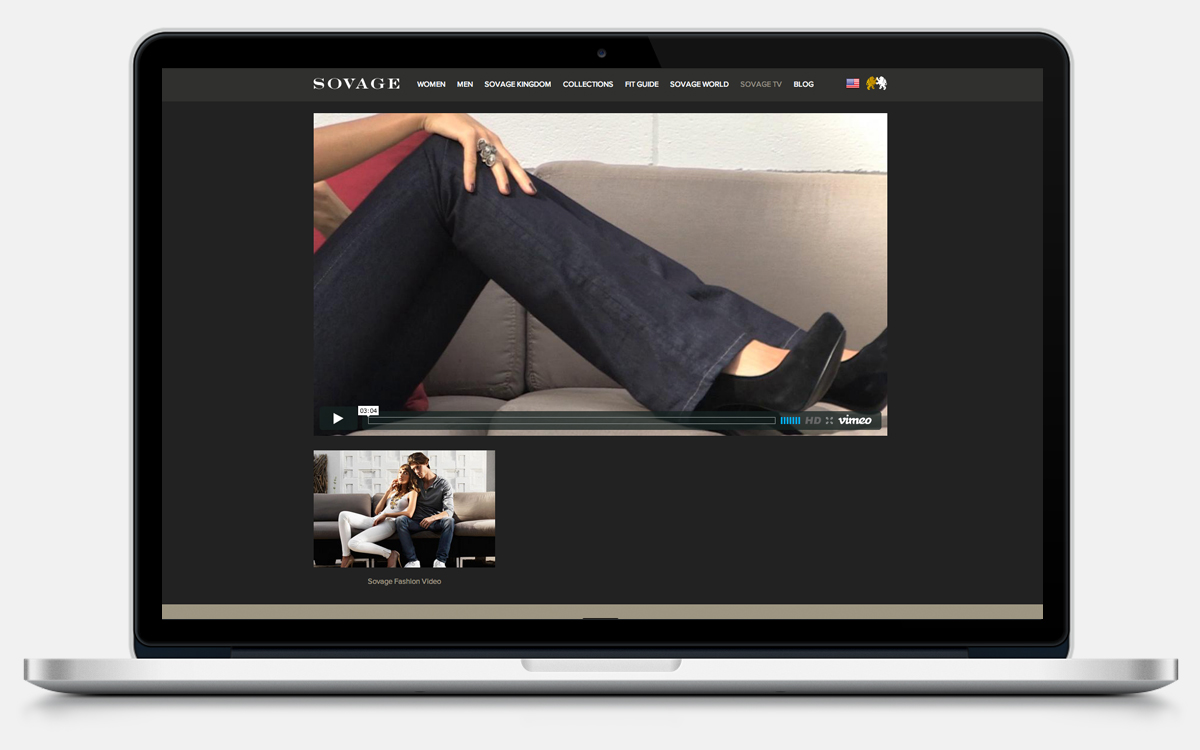 SOVAGE WOMEN MEN SOVAGE KINGDOM COLLECTIONS FIT GUIDE SOVAGE WORLD SOVAGE TV BLOG
03:04
HD vimeo
Sovage Fashion Video